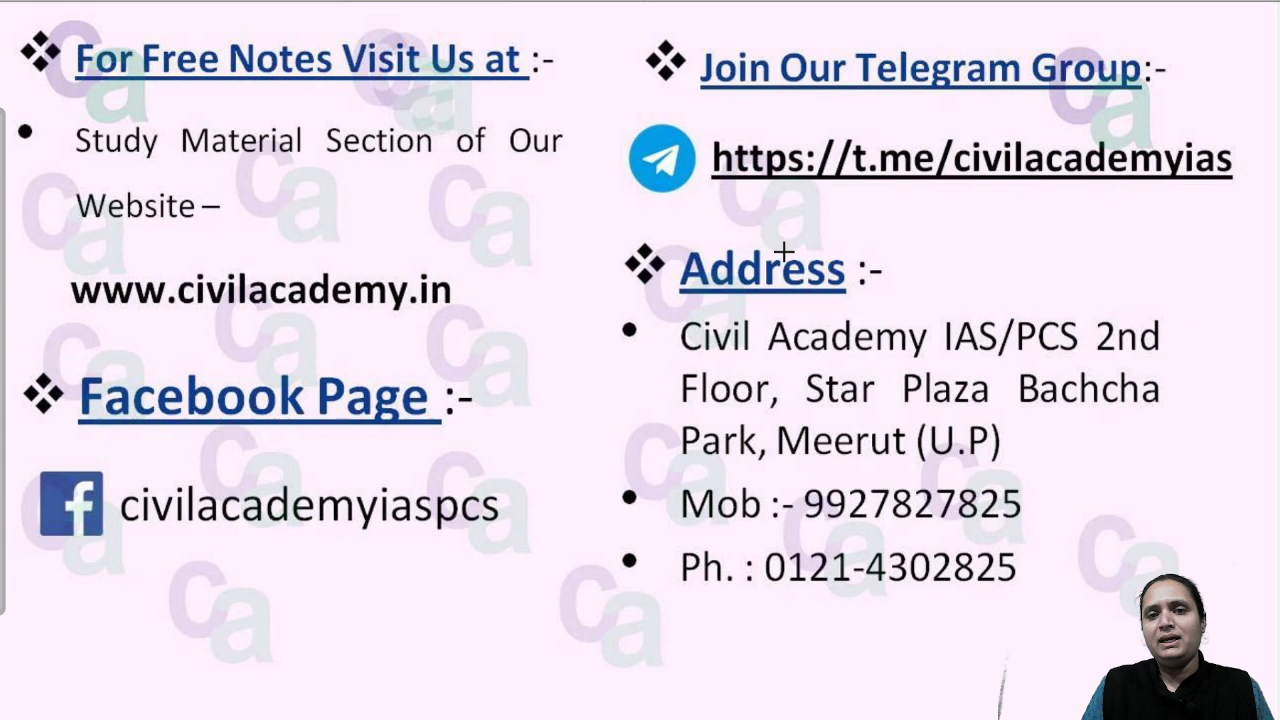 For Free Notes Visit Us at :-
Study Material Section of Our
Website –
www.civilacademy.in
Facebook Page :-
f civilacademyiaspcs
Join Our Telegram Group:-
https://t.me/civilacademyias
Address :-
Civil Academy IAS/PCS 2nd
Floor, Star Plaza Bachcha
Park, Meerut (U.P)
Mob :- 9927827825
Ph. : 0121-4302825
ca